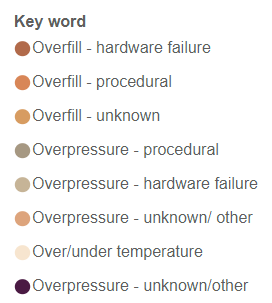 Key word
Overfill - hardware failure
Overfill - procedural
Overfill - unknown
Overpressure - procedural
Overpressure - hardware failure
Overpressure - unknown/ other
Over/under temperature
Overpressure - unknown/other